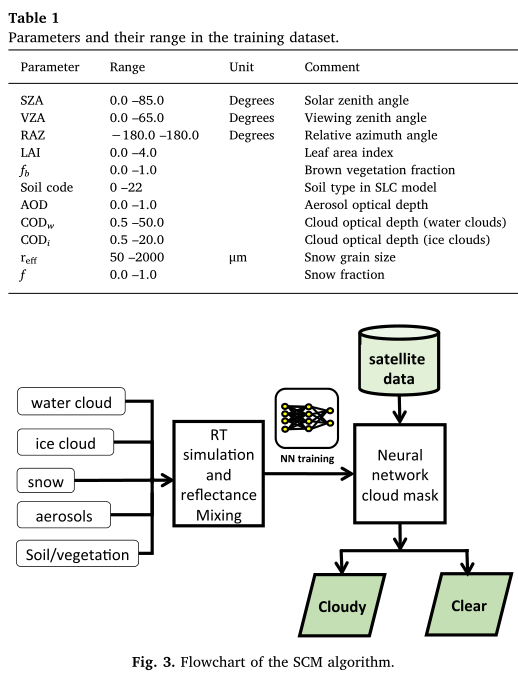 Table 1
Parameters and their range in the training dataset.
Parameter Range Unit Comment
SZA 0.0 –85.0 Degrees Solar zenith angle
VZA 0.0 –65.0 Degrees Viewing zenith angle
RAZ −180.0 –180.0 Degrees Relative azimuth angle
LAI 0.0 –4.0 Leaf area index
fb 0.0 –1.0 Brown vegetation fraction
Soil code 0 –22 Soil type in SLC model
AOD 0.0 –1.0 Aerosol optical depth
CODw 0.5 –50.0 Cloud optical depth (water clouds)
CODi 0.5 –20.0 Cloud optical depth (ice clouds)
reff 50 –2000 μm Snow grain size
f 0.0 –1.0 Snow fraction
water cloud
ice cloud
snow
aerosols
Soil/vegetation
RT
simulation
and
reflectance
Mixing
NN training
satellite
data
Neural
network
cloud mask
Cloudy
Clear
Fig. 3. Flowchart of the SCM algorithm.